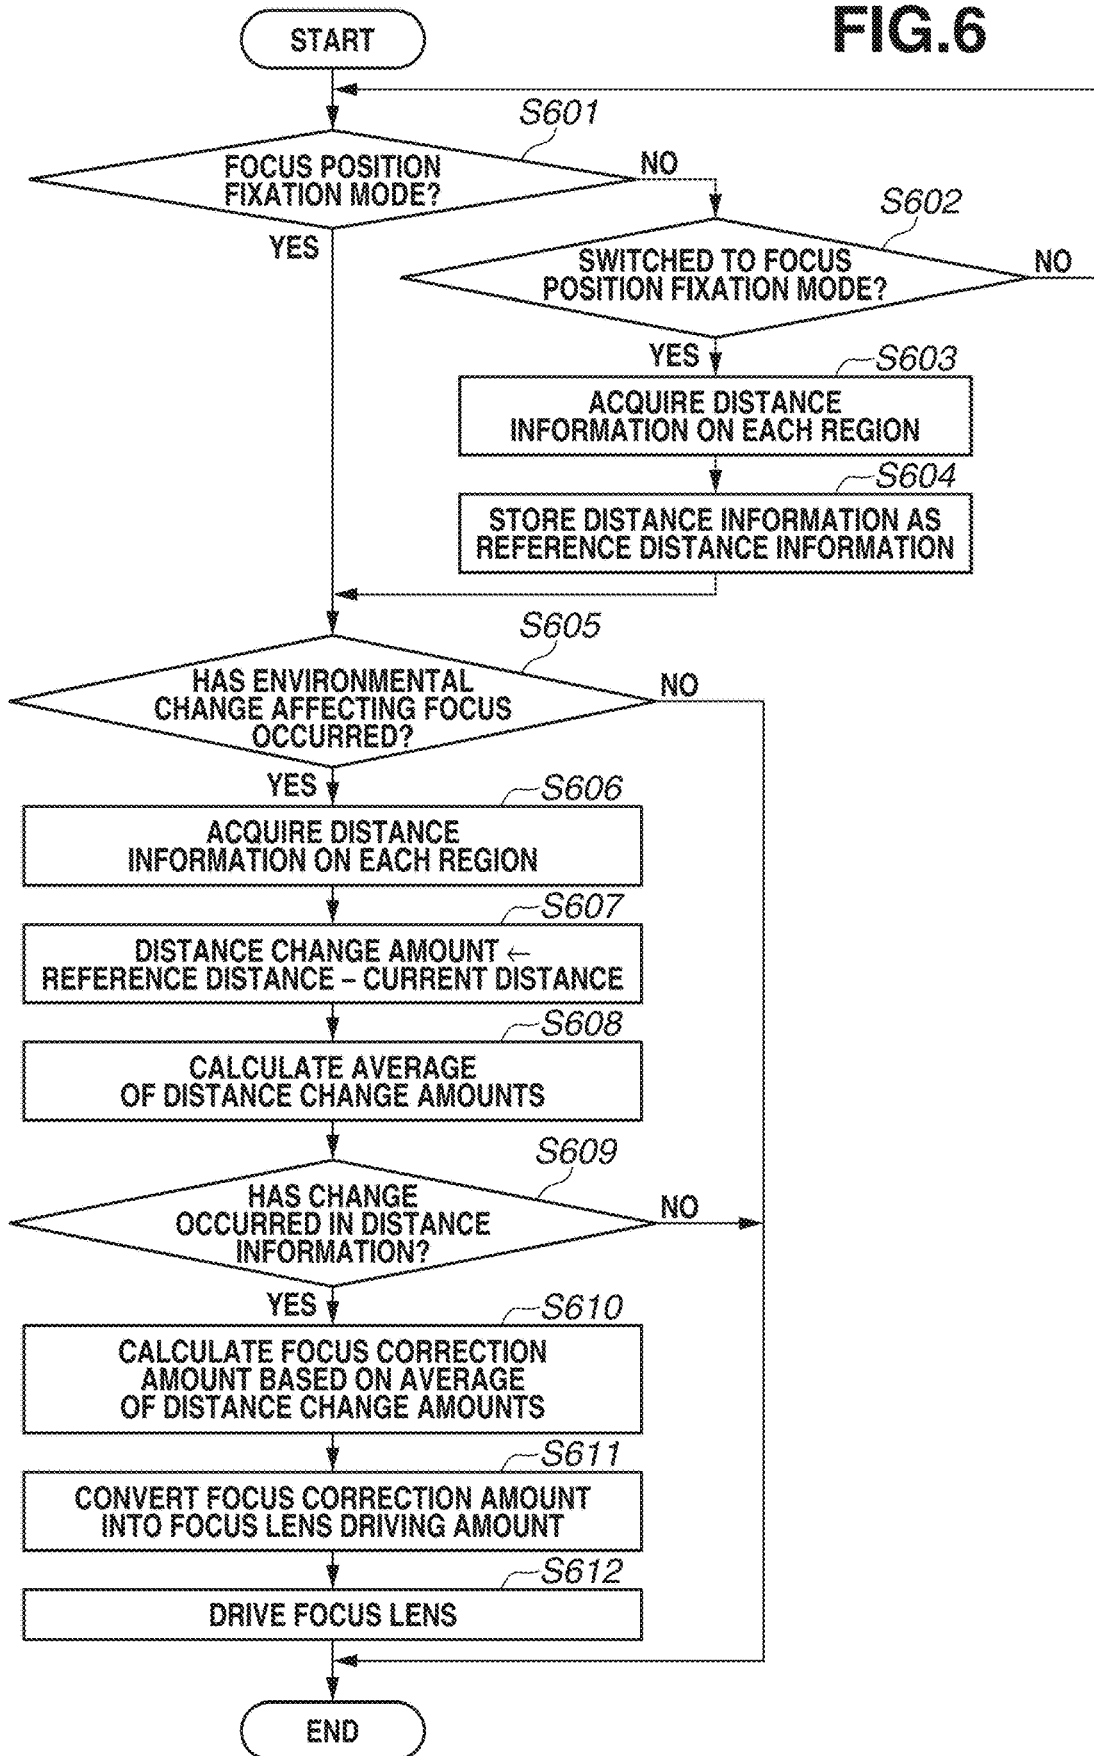 FIG.6
START
S601
FOCUS POSITION
FIXATION MODE?
NO
YES
S602
SWITCHED TO FOCUS
POSITION FIXATION MODE?
NO
YES
S603
ACQUIRE DISTANCE
INFORMATION ON EACH REGION
S604
STORE DISTANCE INFORMATION AS
REFERENCE DISTANCE INFORMATION
S605
HAS ENVIRONMENTAL
CHANGE AFFECTING FOCUS
OCCURRED?
NO
YES
S606
ACQUIRE DISTANCE
INFORMATION ON EACH REGION
S607
DISTANCE CHANGE AMOUNT ←
REFERENCE DISTANCE – CURRENT DISTANCE
S608
CALCULATE AVERAGE
OF DISTANCE CHANGE AMOUNTS
S609
HAS CHANGE
OCCURRED IN DISTANCE
INFORMATION?
NO
YES
S610
CALCULATE FOCUS CORRECTION
AMOUNT BASED ON AVERAGE
OF DISTANCE CHANGE AMOUNTS
S611
CONVERT FOCUS CORRECTION AMOUNT
INTO FOCUS LENS DRIVING AMOUNT
S612
DRIVE FOCUS LENS
END